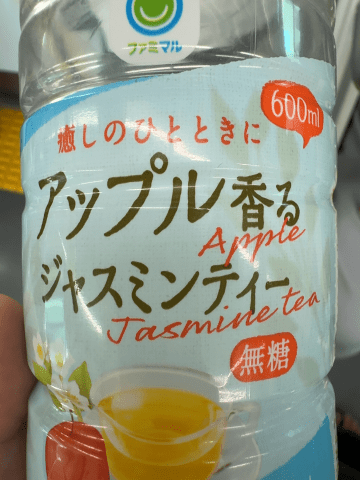 ファミマル
600ml
癒しのひとときに
アップル香る
Apple
ジャスミンティー
Jasmine tea
無糖